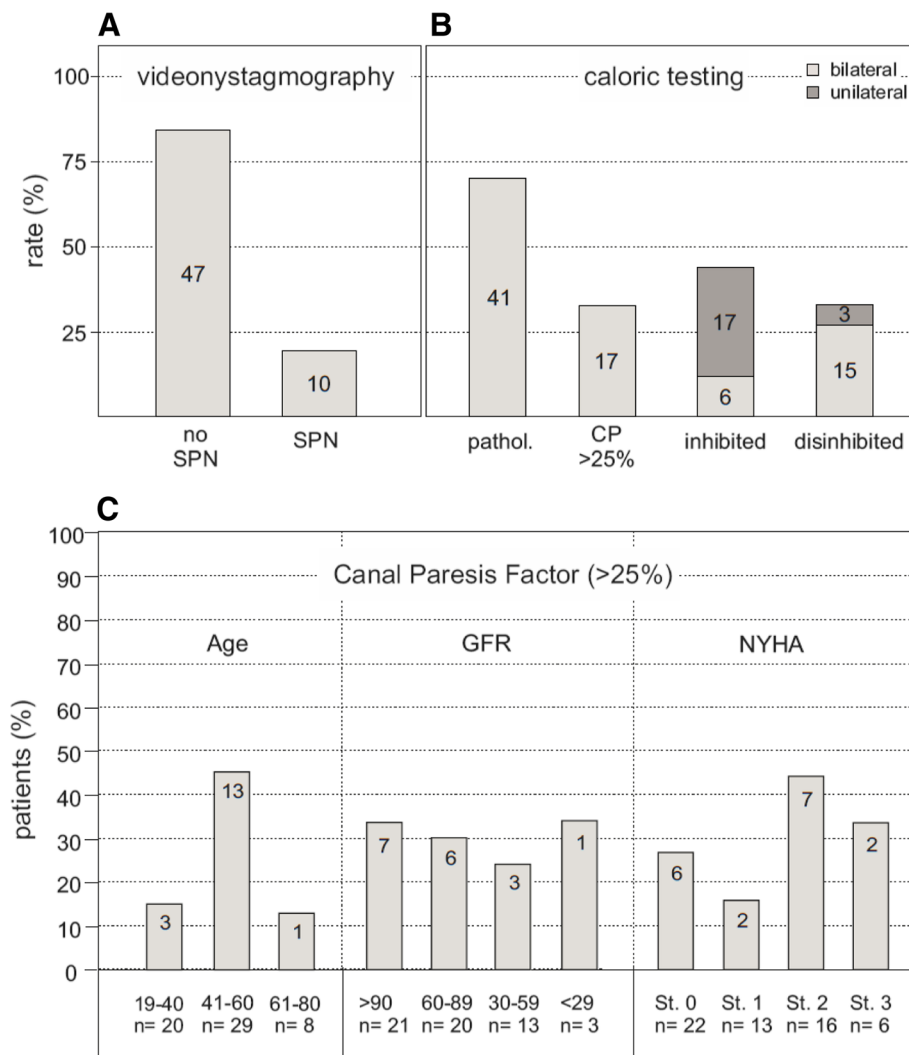 A
B
videonystagmography
caloric testing
bilateral
unilateral
rate (%)
100
75
50
25
47
10
41
17
17
6
3
15
no
SPN
SPN
pathol.
CP
>25%
inhibited
disinhibited
C
Canal Paresis Factor (>25%)
Age
GFR
NYHA
patients (%)
100
90
80
70
60
50
40
30
20
10
0
3
13
1
7
6
3
1
6
2
7
2
19-40
n= 20
41-60
n= 29
61-80
n= 8
>90
n= 21
60-89
n= 20
30-59
n= 13
<29
n= 3
St. 0
n= 22
St. 1
n= 13
St. 2
n= 16
St. 3
n= 6